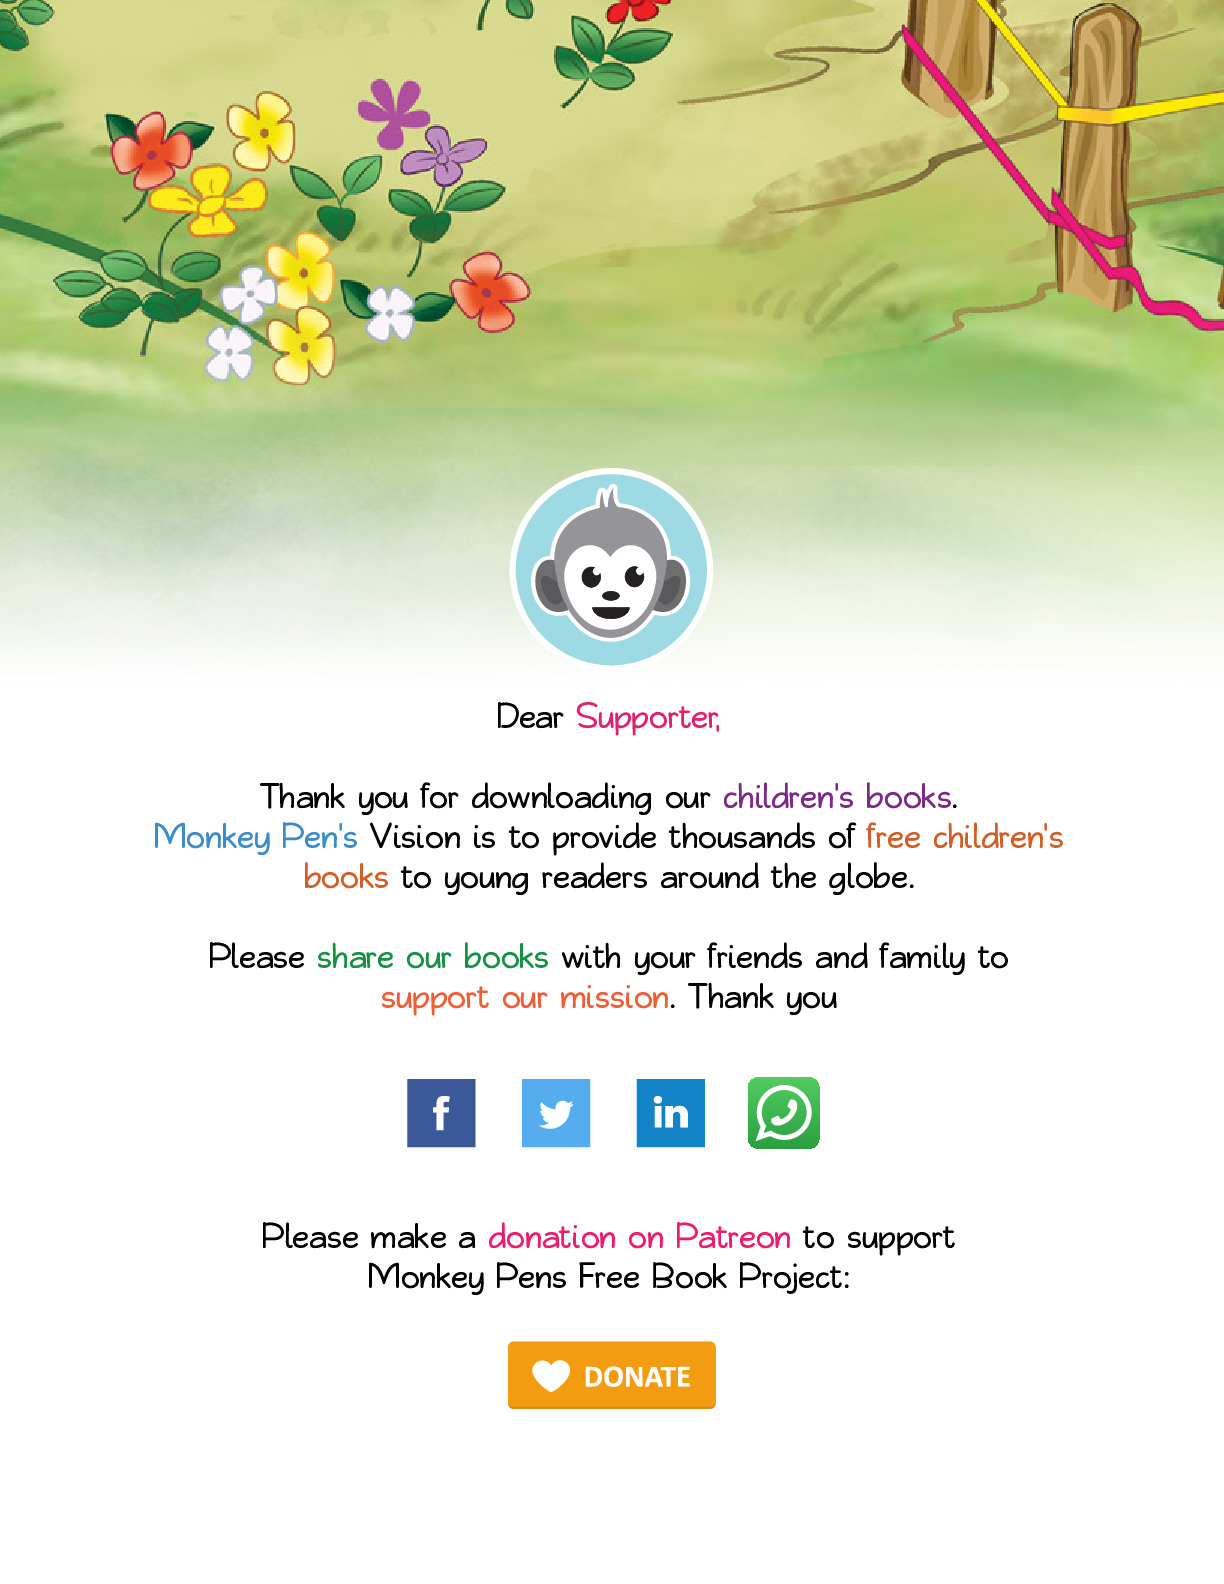 Dear Supporter,
Thank you for downloading our children's books.
Monkey Pen's Vision is to provide thousands of free children's
books to young readers around the globe.
Please share our books with your friends and family to
support our mission. Thank you
f
in
Please make a donation on Patreon to support
Monkey Pens Free Book Project:
DONATE